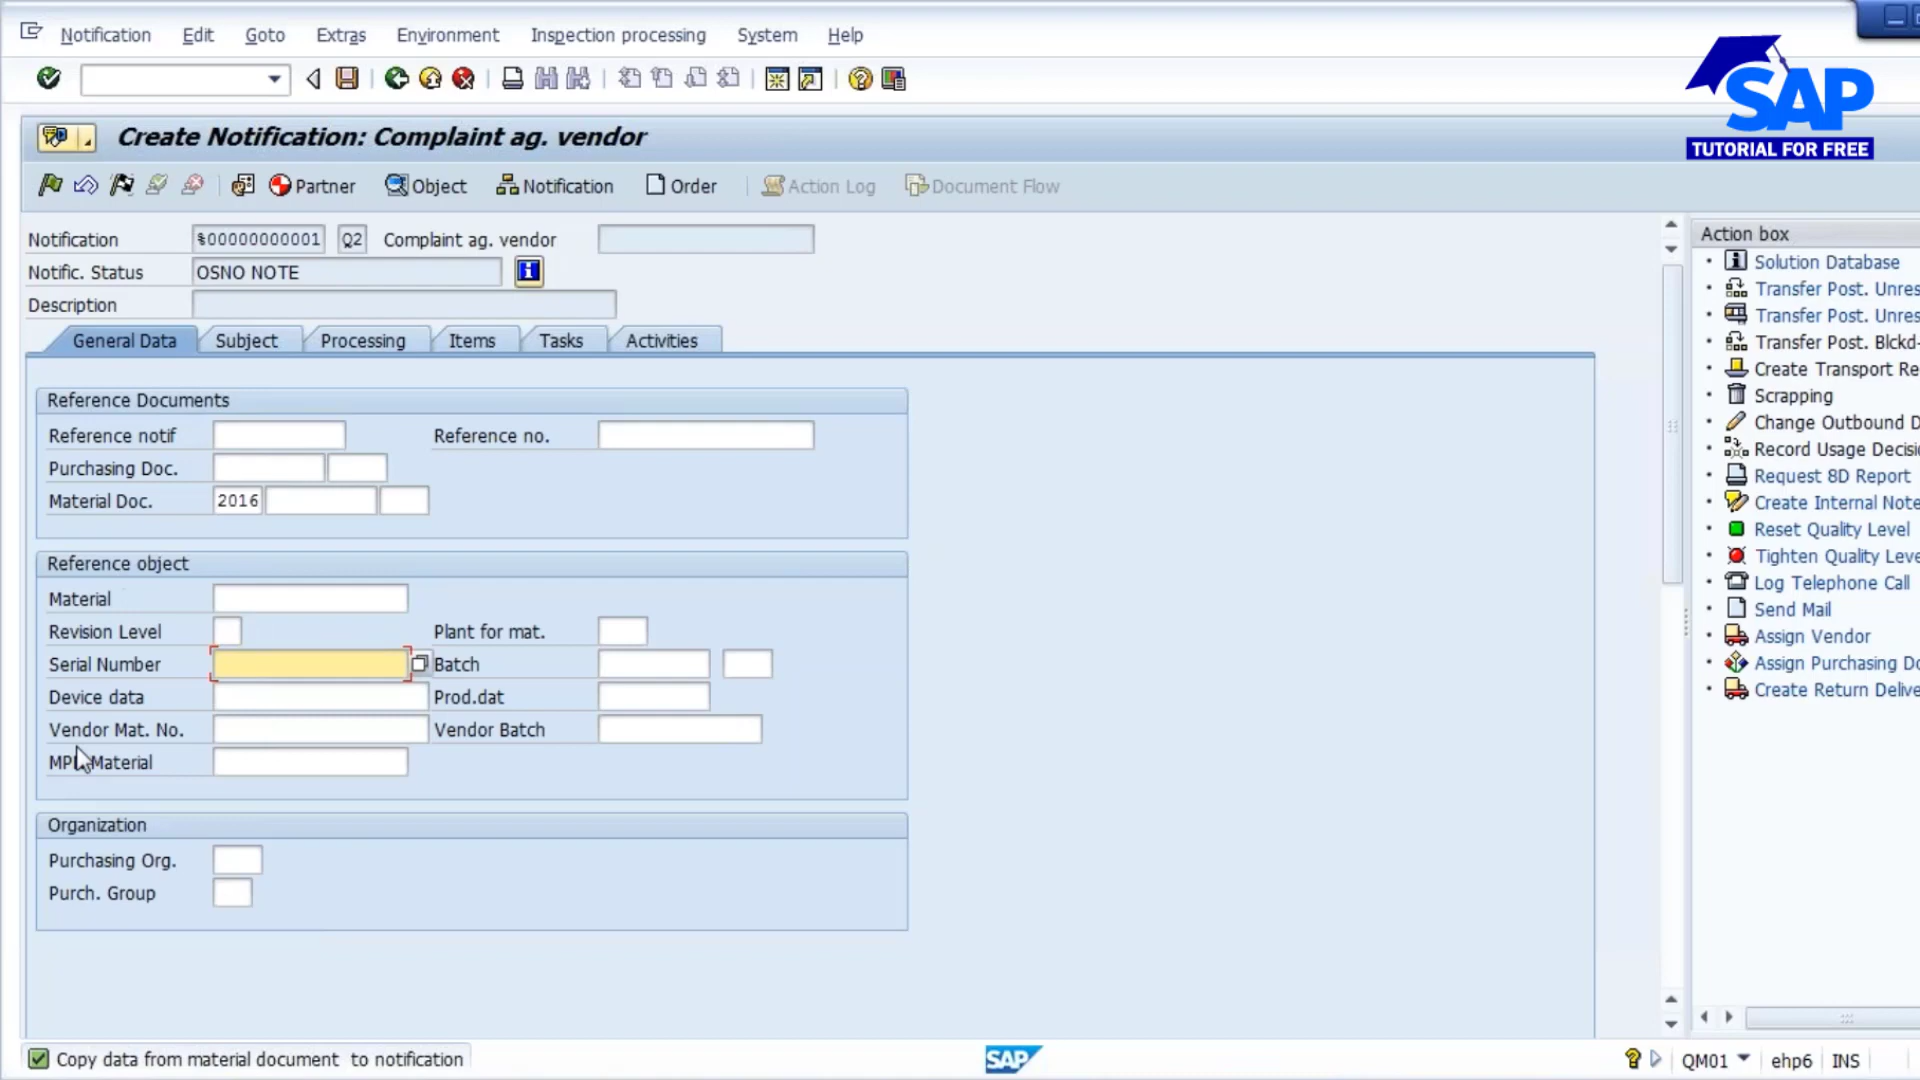 Notification Edit Goto Extras Environment Inspection processing System Help
SAP
TUTORIAL FOR FREE
Create Notification: Complaint ag. vendor
Partner Object Notification Order Action Log Document Flow
Notification %00000000001 Q2 Complaint ag. vendor
Notific. Status OSNO NOTE
Description
General Data Subject Processing Items Tasks Activities
Reference Documents
Reference notif Reference no.
Purchasing Doc.
Material Doc. 2016
Reference object
Material
Revision Level Plant for mat.
Serial Number Batch
Device data Prod.dat
Vendor Mat. No. Vendor Batch
Material
Organization
Purchasing Org.
Purch. Group
Action box
Solution Database
Transfer Post. Unres
Transfer Post. Unres
Transfer Post. Blckd-
Create Transport Re
Scrapping
Change Outbound D
Record Usage Decisi
Request 8D Report
Create Internal Note
Reset Quality Level
Tighten Quality Leve
Log Telephone Call
Send Mail
Assign Vendor
Assign Purchasing Do
Create Return Delive
Copy data from material document to notification
SAP
QM01 ehp6 INS